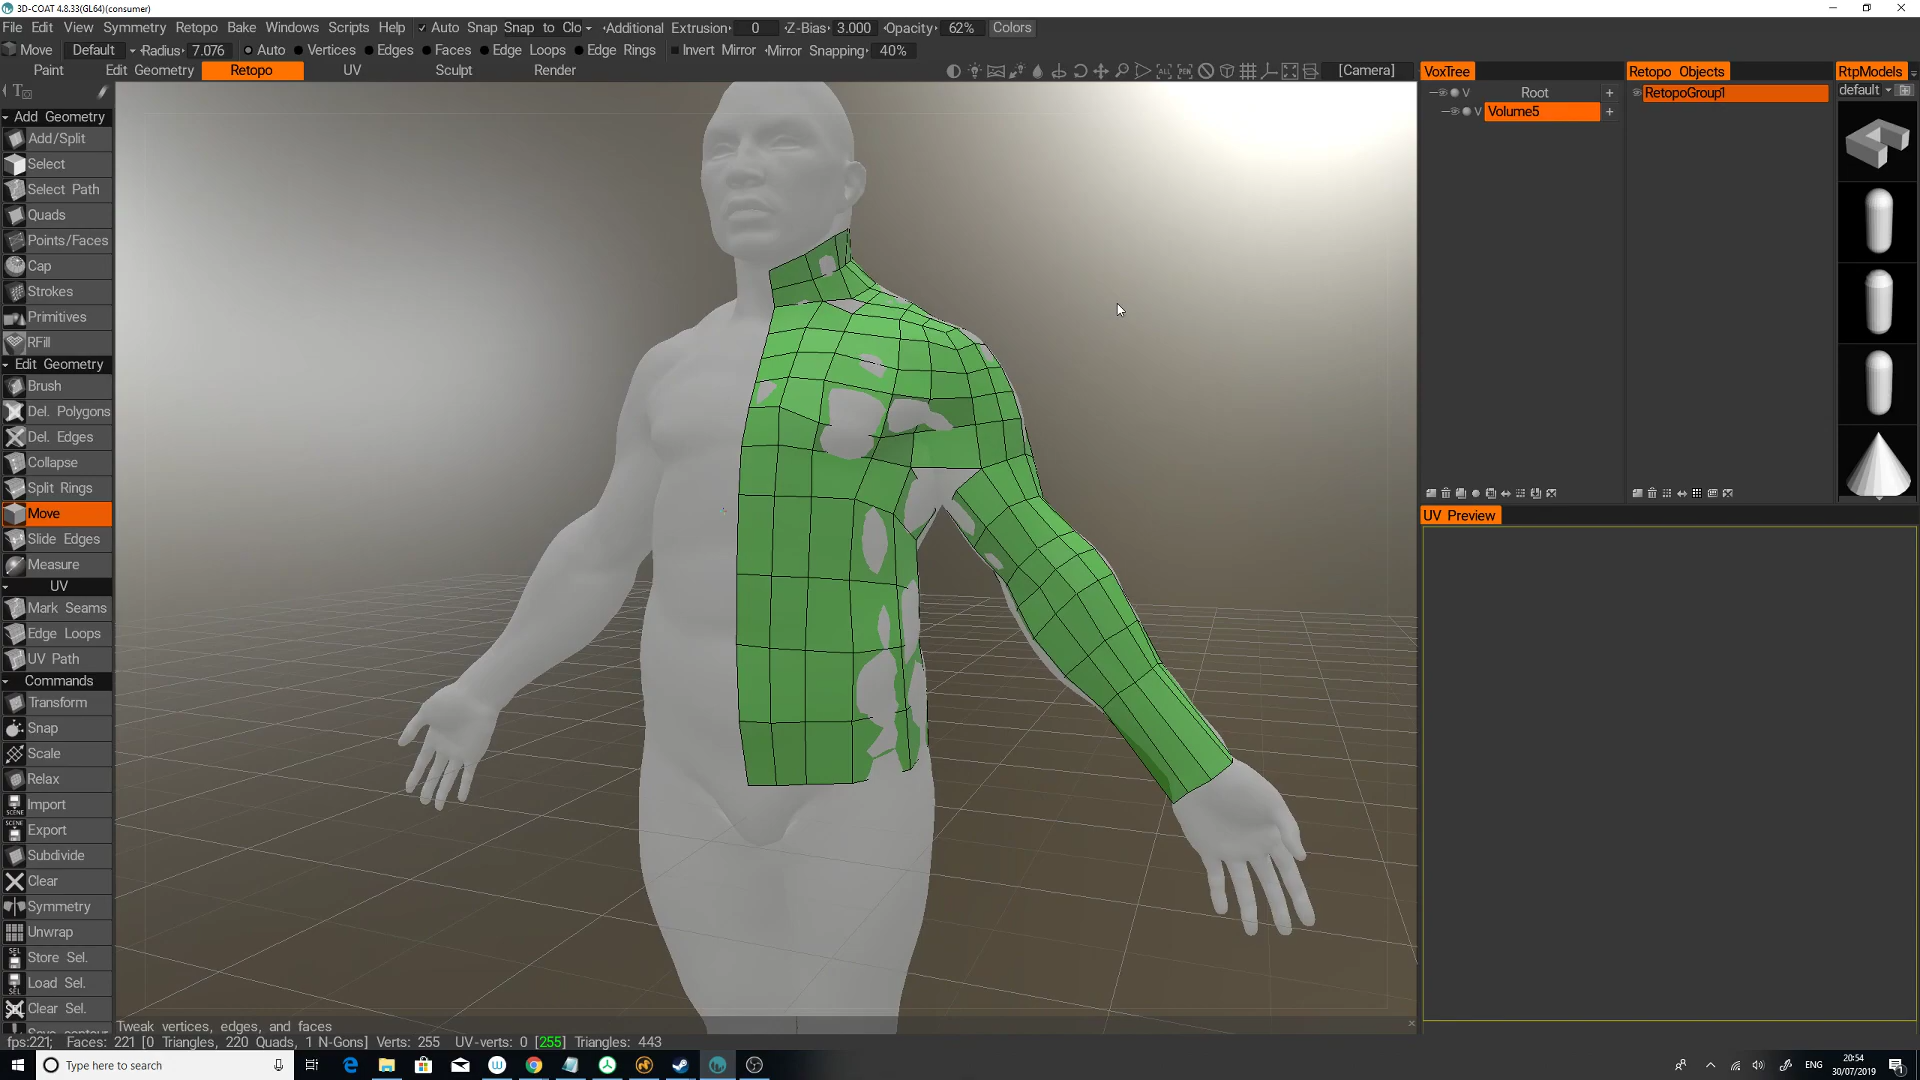 3D-COAT 4.8.33(GL64)(consumer)
File Edit View Symmetry Retopo Bake Windows Scripts Help Auto Snap Snap to Clo Additional Extrusion 0 Z-Bias 3.000 Opacity 62% Colors
Move Default Radius 7.076 Auto Vertices Edges Faces Edge Loops Edge Rings Invert Mirror Mirror Snapping 40%
Paint Edit Geometry Retopo UV Sculpt Render [Camera] VoxTree Retopo Objects RtpModels
Root + RetopoGroup1 default
V Volume5 +
Add Geometry
Add/Split
Select
Select Path
Quads
Points/Faces
Cap
Strokes
Primitives
RFill
Edit Geometry
Brush
Del. Polygons
Del. Edges
Collapse
Split Rings
Move
Slide Edges
Measure
UV
Mark Seams
Edge Loops
UV Path
Commands
Transform
Snap
Scale
Relax
Import
Export
Subdivide
Clear
Symmetry
Unwrap
Store Sel.
Load Sel.
Clear Sel.
UV Preview
Tweak vertices, edges, and faces
fps:221; Faces: 221 [0 Triangles, 220 Quads, 1 N-Gons] Verts: 255 UV-verts: 0 [255] Triangles: 443
Type here to search
ENG
20:54
30/07/2019